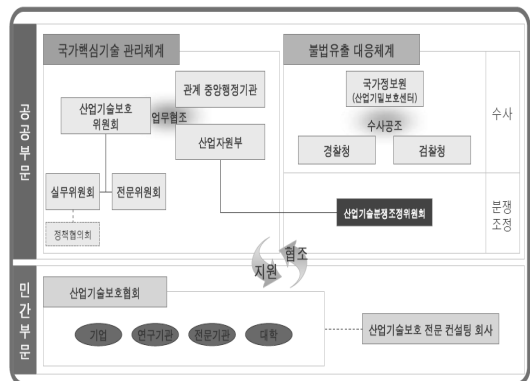 공공부문
국가핵심기술 관리체계
불법유출 대응체계
산업기술보호
위원회
업무협조
관계 중앙행정기관
산업자원부
실무위원회
전문위원회
정책협의회
국가정보원
(산업기밀보호센터)
수사공조
경찰청
검찰청
수사
산업기술분쟁조정위원회
분쟁
조정
협조
지원
민간부문
산업기술보호협회
기업
연구기관
전문기관
대학
산업기술보호 전문 컨설팅 회사